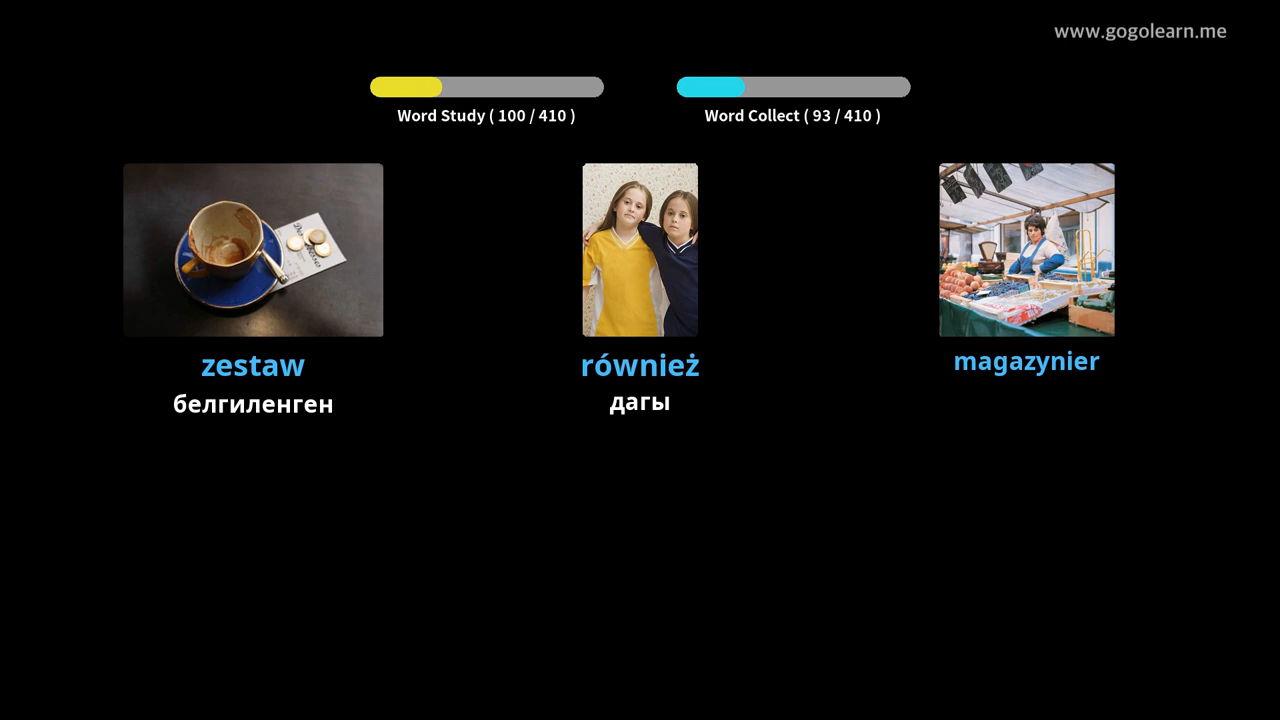 www.gogolearn.me
Word Study ( 100 / 410 )
Word Collect ( 93 / 410 )
zestaw
również
magazynier
белгиленген
дагы